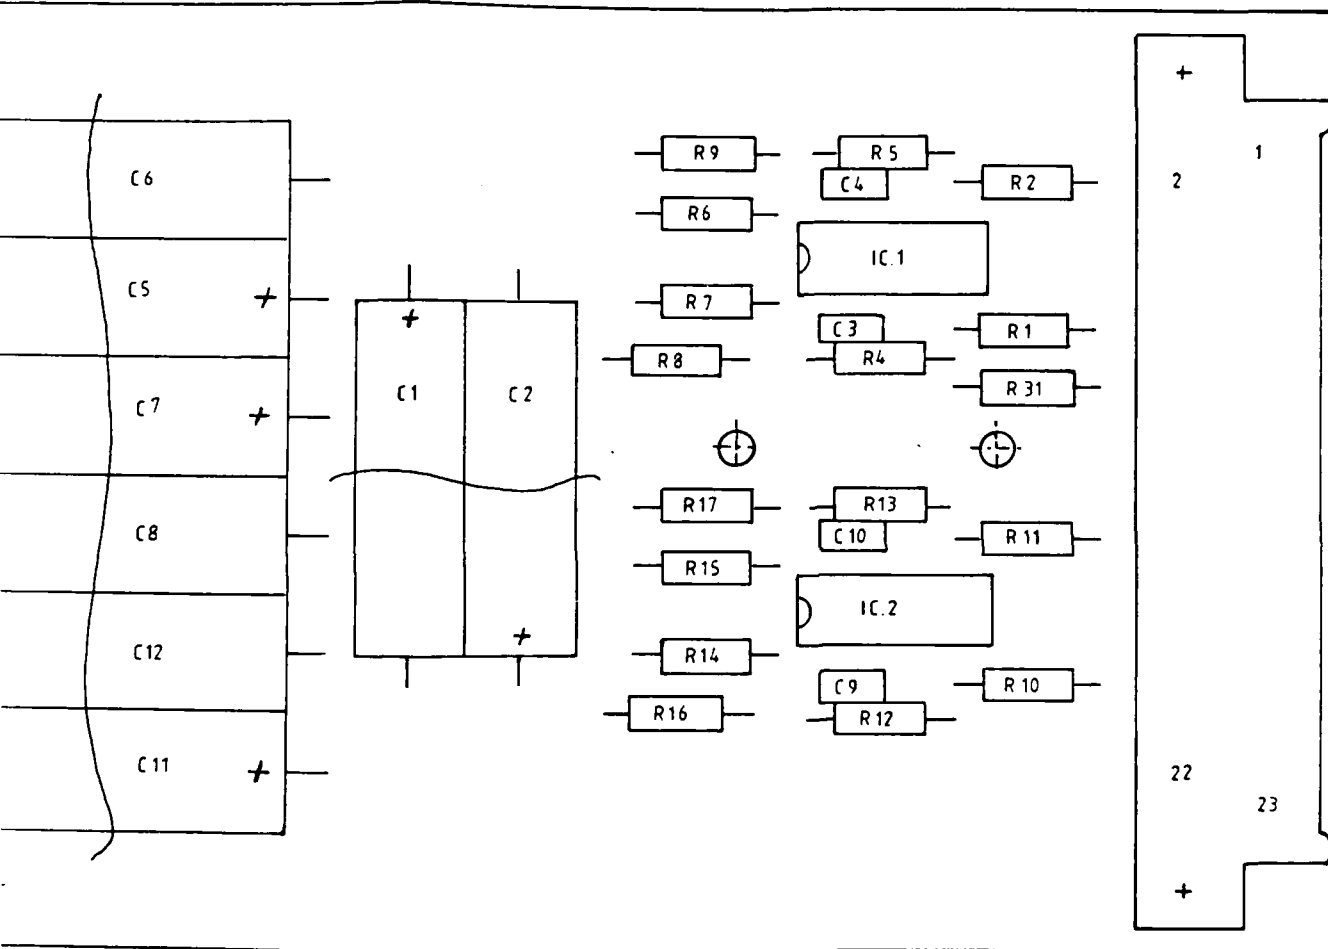 C6
C5 +
C7 +
C8
C12
C11 +
+
C1
C2
+
R9
R6
R7
R8
R5
C4
R2
IC.1
C3
R4
R1
R31
R17
R15
R14
R16
R13
C10
R11
IC.2
C9
R12
R10
+
1
2
22
23
+